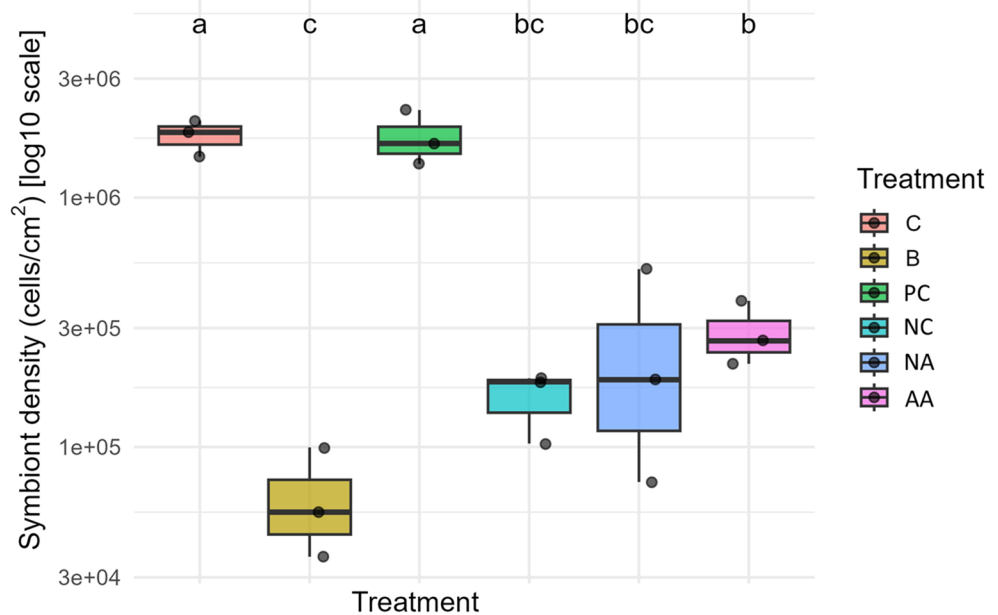 a c a bc bc b
Symbiont density (cells/cm²) [log10 scale]
3e+06
1e+06
3e+05
1e+05
3e+04
Treatment
Treatment
C
B
PC
NC
NA
AA